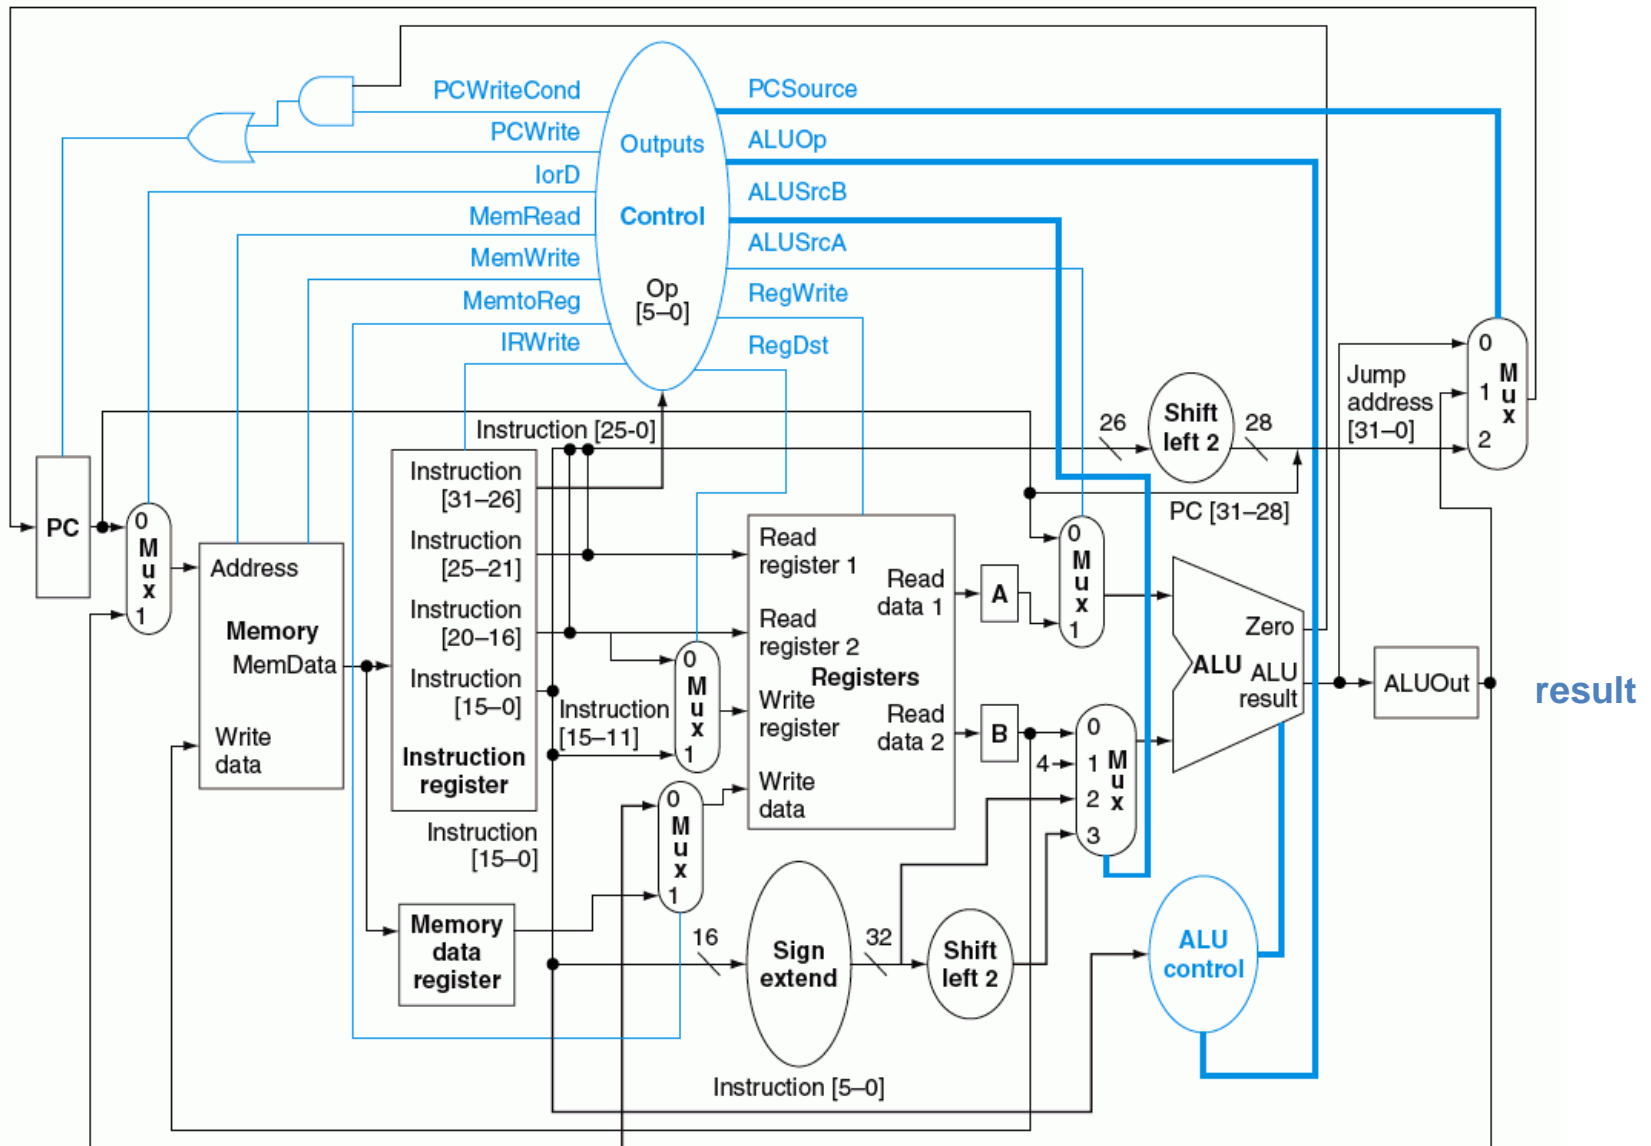 PCWriteCond
PCWrite
IorD
MemRead
MemWrite
MemtoReg
IRWrite
Outputs
Control
Op
[5–0]
PCSource
ALUOp
ALUSrcB
ALUSrcA
RegWrite
RegDst
Instruction [25-0]
26
Shift
left 2
28
Jump
address
[31–0]
0
1
2
M
u
x
PC [31–28]
PC
0
M
u
x
1
Address
Memory
MemData
Write
data
Instruction
[31–26]
Instruction
[25–21]
Instruction
[20–16]
Instruction
[15–0]
Instruction
register
Instruction
[15–0]
Instruction
[15–11]
0
M
u
x
1
0
M
u
x
1
Memory
data
register
Read
register 1
Read
register 2
Registers
Write
register
Write
data
Read
data 1
Read
data 2
A
B
4
0
M
u
x
1
0
1
2
3
M
u
x
Zero
ALU
ALU
result
ALUOut
result
16
Sign
extend
32
Shift
left 2
ALU
control
Instruction [5–0]